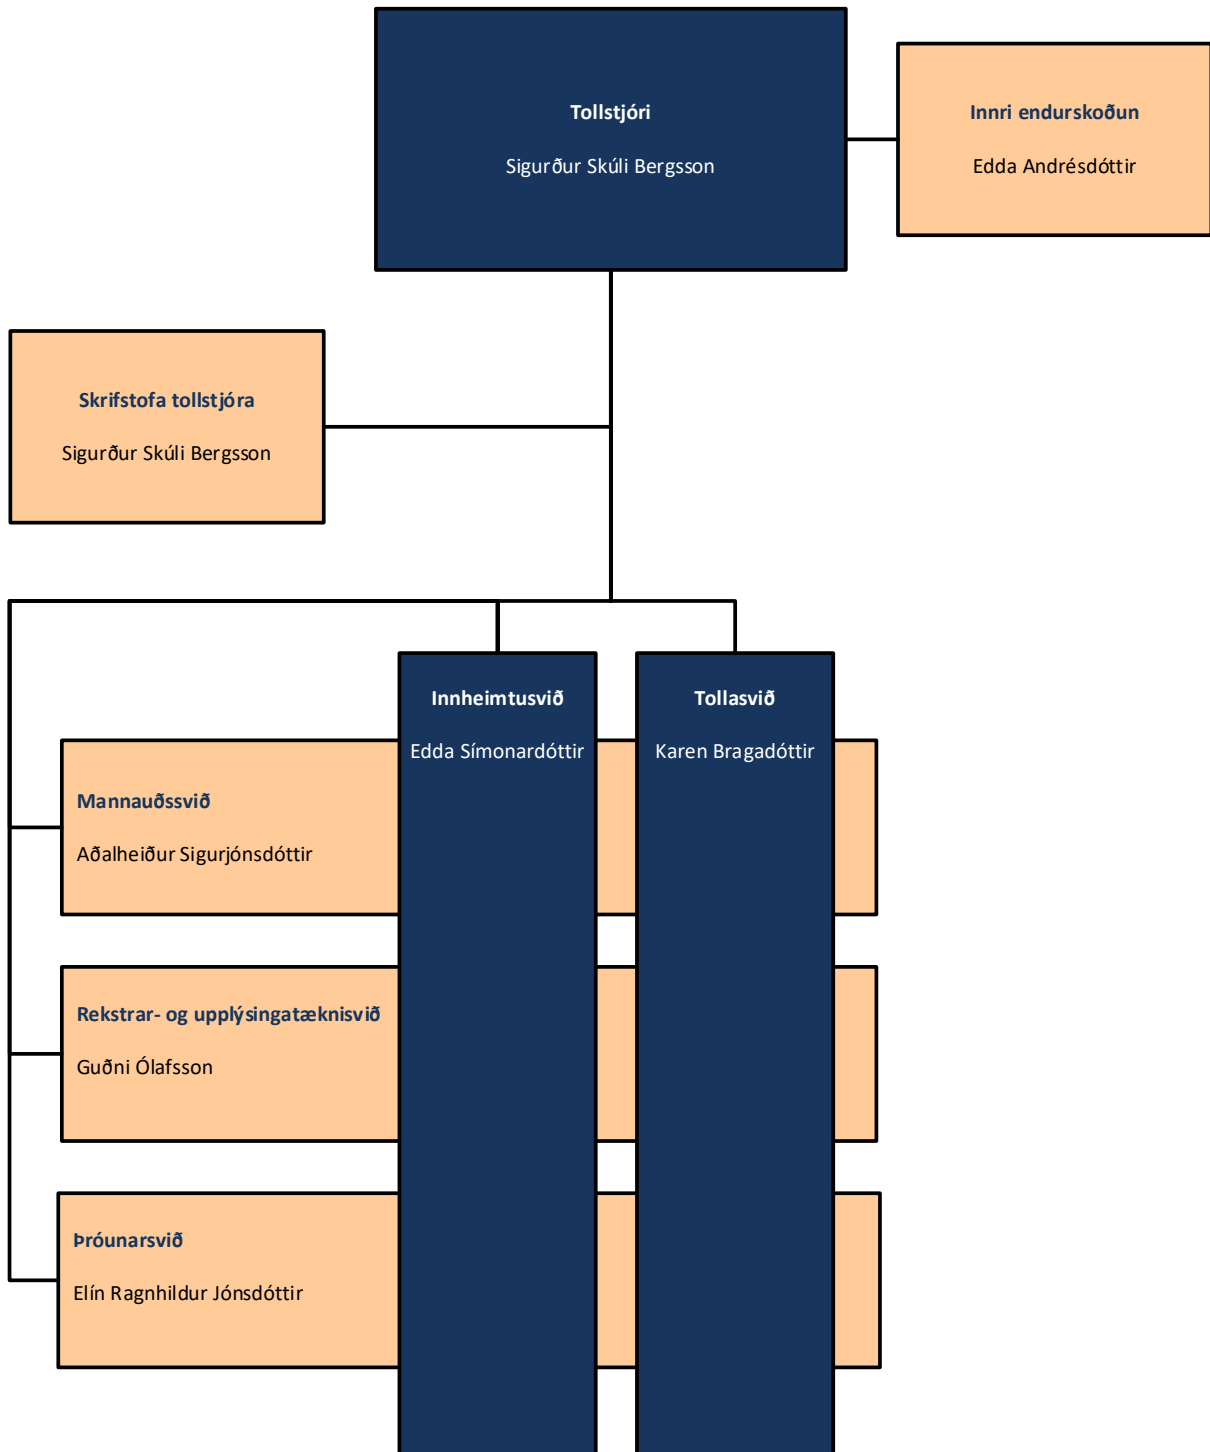 Tollstjóri
Sigurður Skúli Bergsson
Innri endurskoðun
Edda Andrésdóttir
Skrifstofa tollstjóra
Sigurður Skúli Bergsson
Innheimtusvið
Edda Símonardóttir
Tollasvið
Karen Bragadóttir
Mannauðssvið
Aðalheiður Sigurjónsdóttir
Rekstrar- og upplýsingatæknisvið
Guðni Ólafsson
Þróunarsvið
Elín Ragnhildur Jónsdóttir